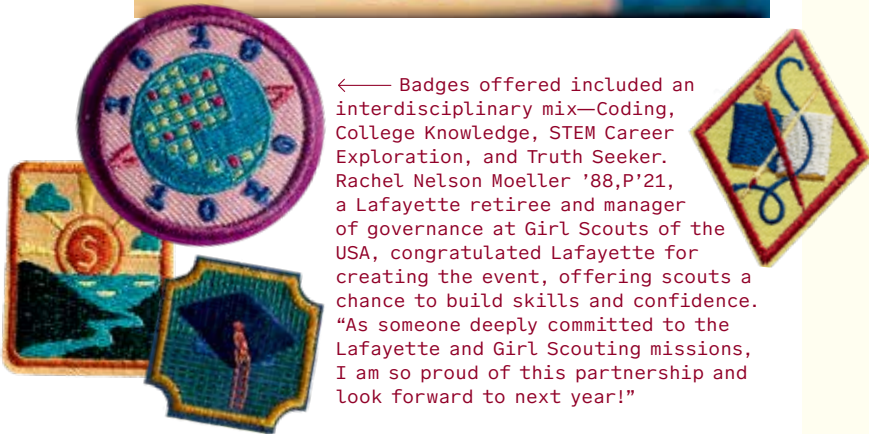 ← Badges offered included an
interdisciplinary mix—Coding,
College Knowledge, STEM Career
Exploration, and Truth Seeker.
Rachel Nelson Moeller ’88,P’21,
a Lafayette retiree and manager
of governance at Girl Scouts of the
USA, congratulated Lafayette for
creating the event, offering scouts a
chance to build skills and confidence.
“As someone deeply committed to the
Lafayette and Girl Scouting missions,
I am so proud of this partnership and
look forward to next year!”
S